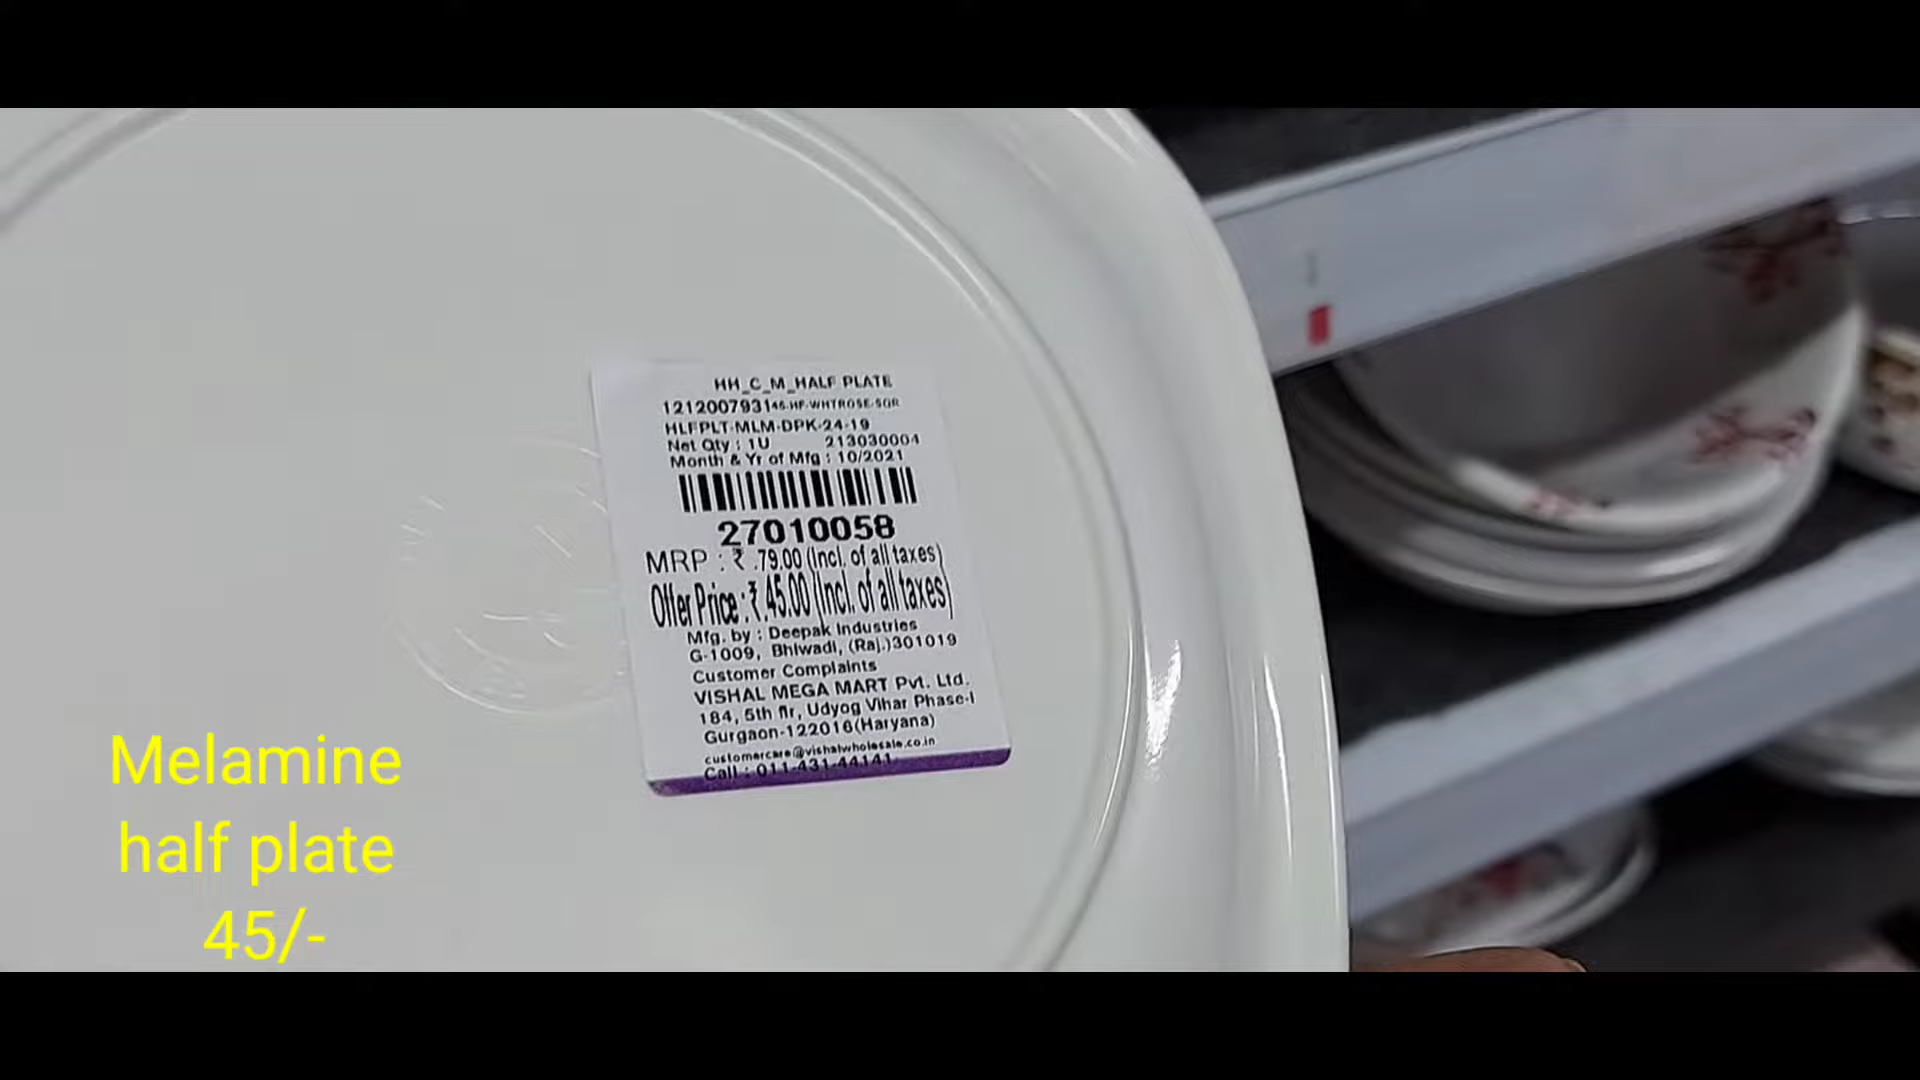 HH_C_M_HALF PLATE
121200793146-HF-WHTROSE-SQR
HLFPLT-MLM-DPK-24-19
Net Qty : 1U 213030004
Month & Yr of Mfg : 10/2021
27010058
MRP : ₹ .79.00 (Incl. of all taxes)
Offer Price : ₹.45.00 (Incl. of all taxes)
Mfg. by : Deepak Industries
G-1009, Bhiwadi, (Raj.)301019
Customer Complaints
VISHAL MEGA MART Pvt. Ltd.
184, 5th flr, Udyog Vihar Phase-I
Gurgaon-122016(Haryana)
customercare@vishalwholesale.co.in
Call : 011-431-44141
Melamine
half plate
45/-